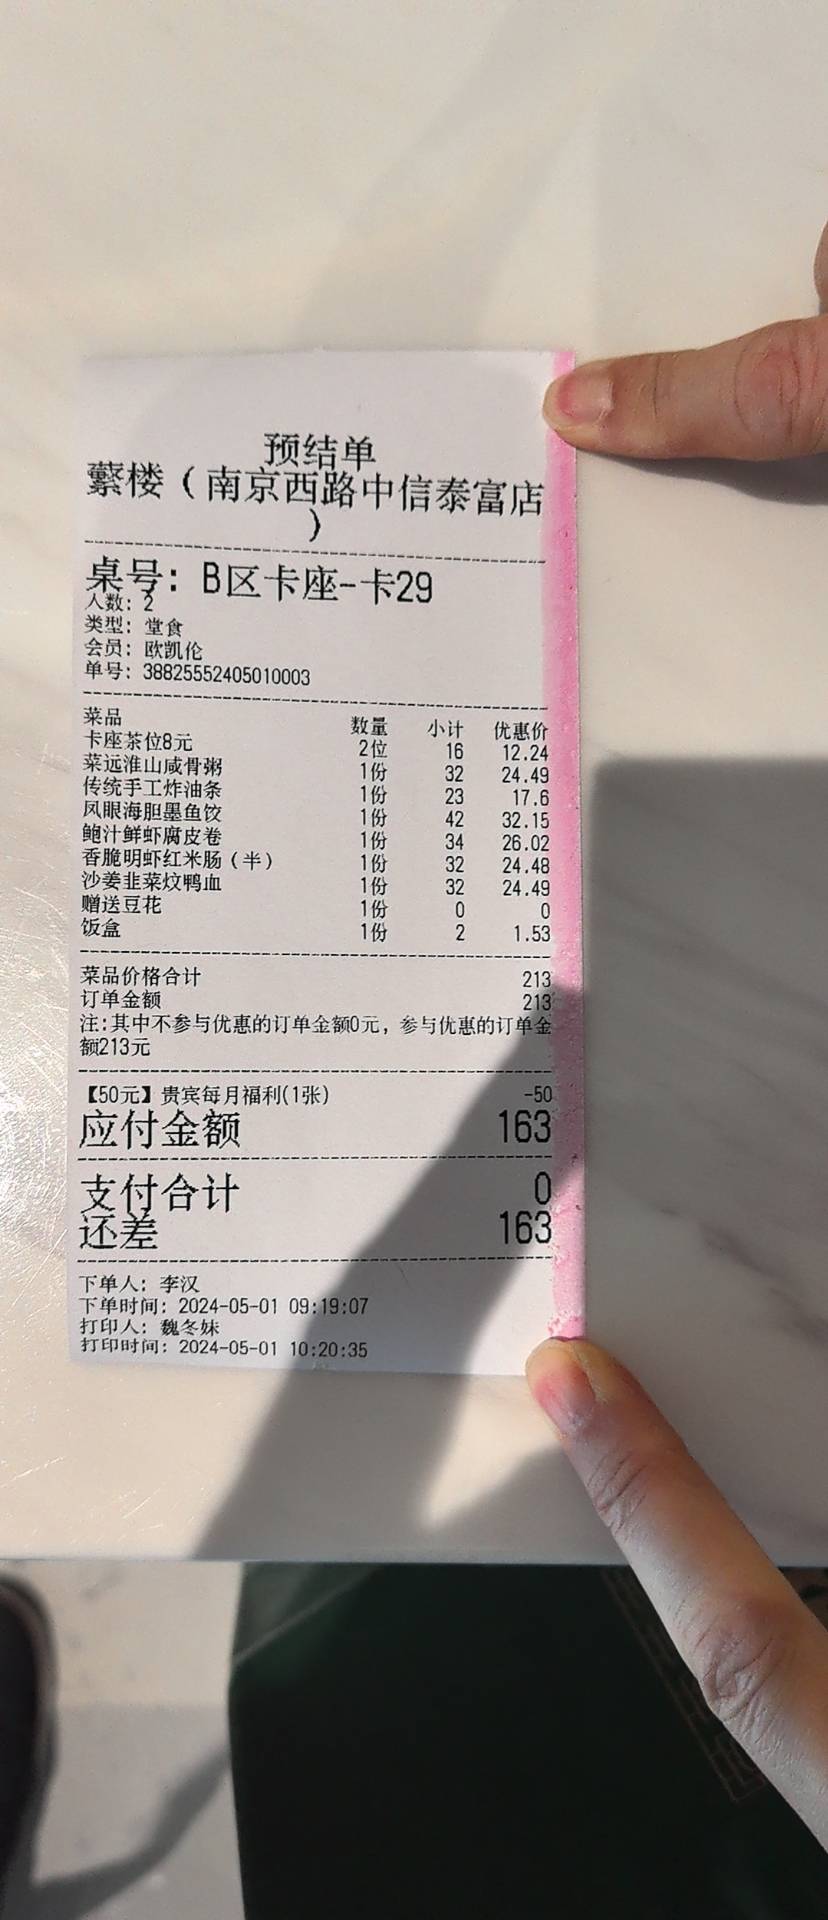 预结单
蘩楼（南京西路中信泰富店
）
桌号: B区卡座-卡29
人数: 2
类型: 堂食
会员: 欧凯伦
单号: 38825552405010003
菜品 数量 小计 优惠价
卡座茶位8元 2位 16 12.24
菜远淮山咸骨粥 1份 32 24.49
传统手工炸油条 1份 23 17.6
凤眼海胆墨鱼饺 1份 42 32.15
鲍汁鲜虾腐皮卷 1份 34 26.02
香脆明虾红米肠（半） 1份 32 24.48
沙姜韭菜炆鸭血 1份 32 24.49
赠送豆花 1份 0 0
饭盒 1份 2 1.53
菜品价格合计 213
订单金额 213
注:其中不参与优惠的订单金额0元，参与优惠的订单金
额213元
【50元】贵宾每月福利(1张) -50
应付金额 163
支付合计 0
还差 163
下单人: 李汉
下单时间: 2024-05-01 09:19:07
打印人: 魏冬妹
打印时间: 2024-05-01 10:20:35